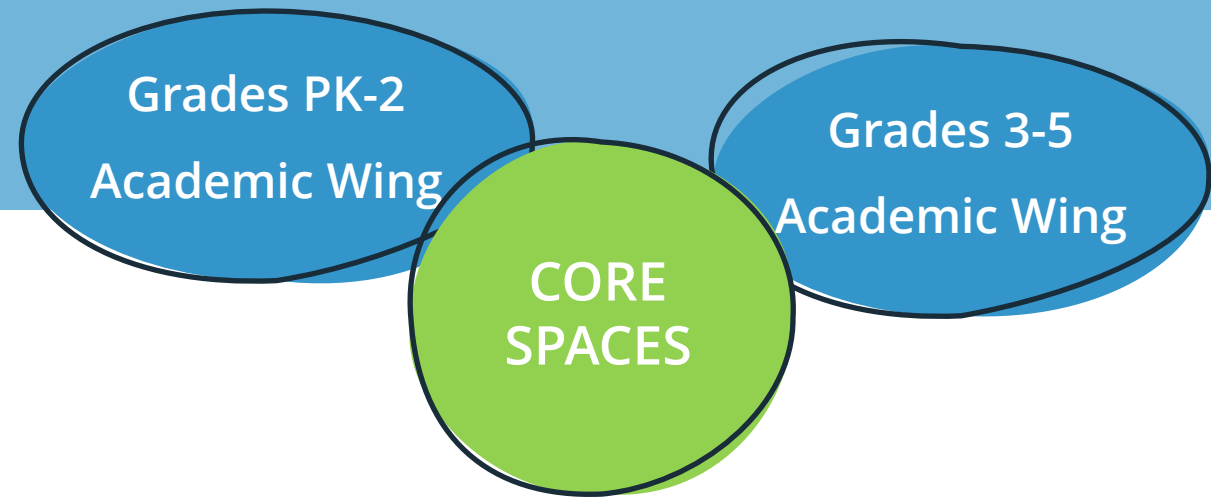 Grades PK-2
Academic Wing
Grades 3-5
Academic Wing
CORE
SPACES